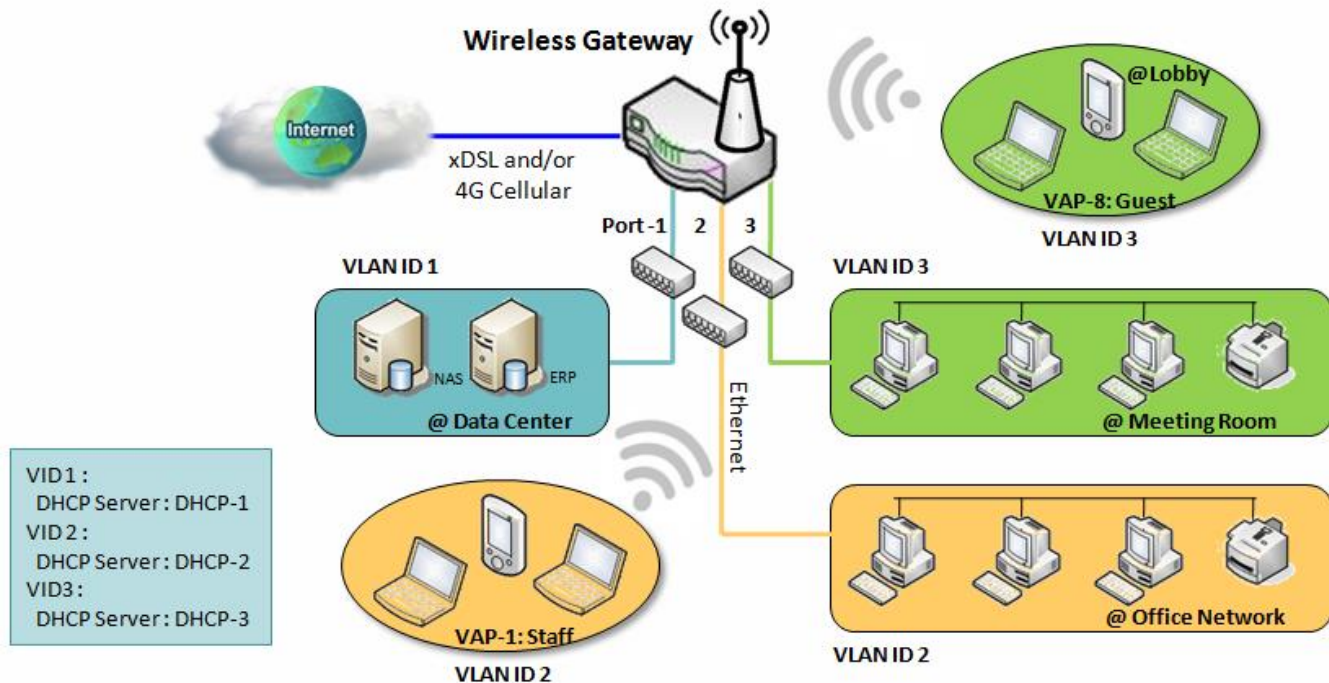 Wireless Gateway
Internet
xDSL and/or
4G Cellular
@Lobby
VAP-8: Guest
VLAN ID 3
Port -1 2 3
VLAN ID 1
NAS
ERP
@ Data Center
VLAN ID 3
@ Meeting Room
Ethernet
VID1 :
DHCP Server : DHCP-1
VID2 :
DHCP Server : DHCP-2
VID3:
DHCP Server : DHCP-3
VAP-1: Staff
VLAN ID 2
@ Office Network
VLAN ID 2